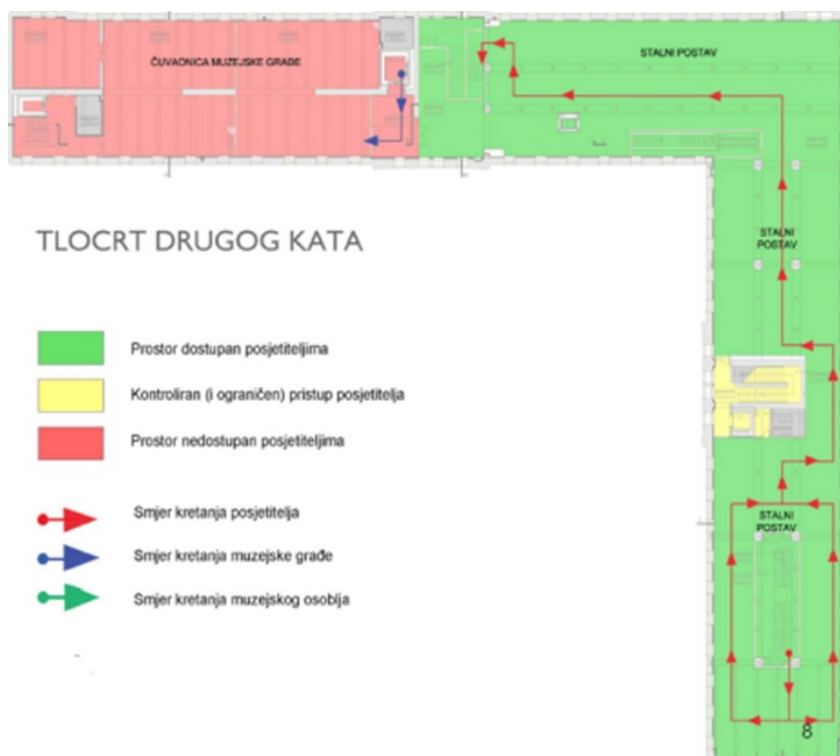 ČUVAONICA MUZEJSKE GRAĐE
STALNI POSTAV
STALNI
POSTAV
TLOCRT DRUGOG KATA
Prostor dostupan posjetiteljima
Kontroliran (i ograničen) pristup posjetitelja
Prostor nedostupan posjetiteljima
Smjer kretanja posjetitelja
Smjer kretanja muzejske građe
Smjer kretanja muzejskog osoblja
STALNI
POSTAV
8